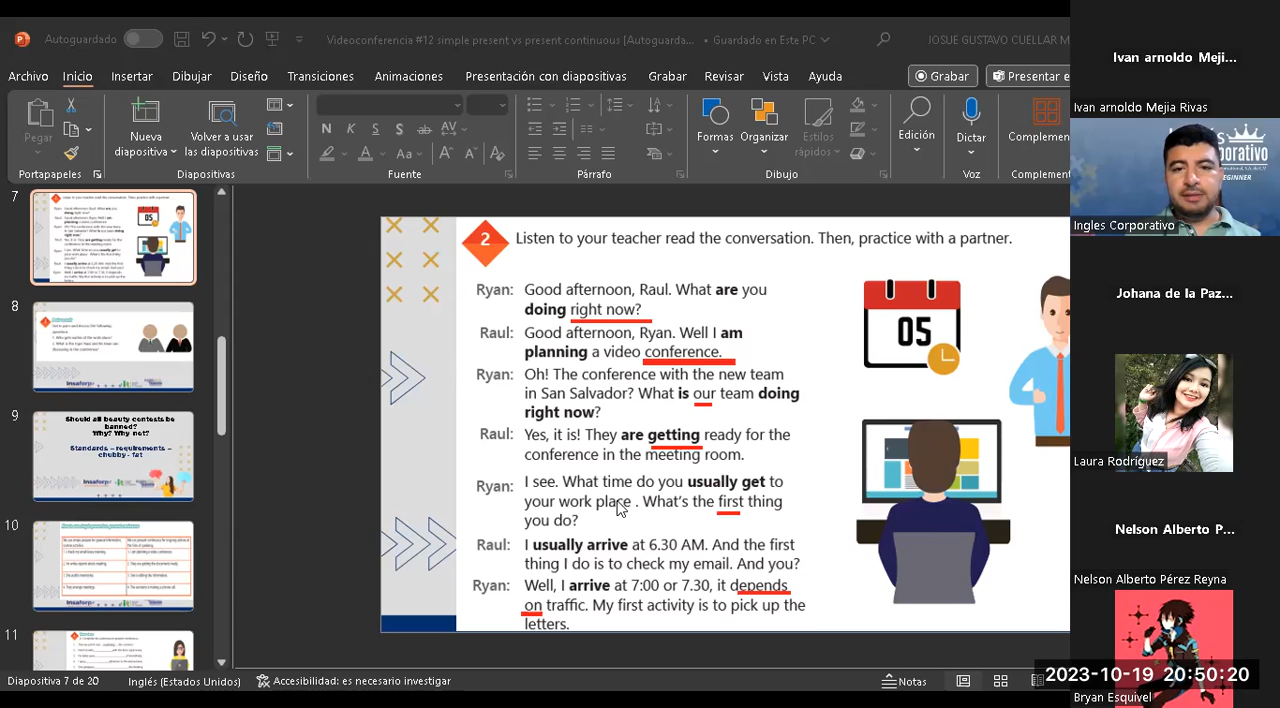 Autoguardado
Videoconferencia #12 simple present vs present continuous [Autoguarda... • Guardado en Este PC
JOSUE GUSTAVO CUELLAR M
Archivo Inicio Insertar Dibujar Diseño Transiciones Animaciones Presentación con diapositivas Grabar Revisar Vista Ayuda
Grabar
Presentar e
Pegar
Nueva
diapositiva
Volver a usar
las diapositivas
Formas
Organizar
Estilos
rápidos
Edición
Dictar
Complemen
Portapapeles
Diapositivas
Fuente
Párrafo
Dibujo
Voz
Complement
7
8
9
Should all beauty contests be
banned?
Why? Why not?
Standards – requirements –
chubby - fat
10
11
2
Listen to your teacher read the
Then, practice with a partner.
Ryan: Good afternoon, Raul. What are you
doing right now?
Raul: Good afternoon, Ryan. Well I am
planning a video conference.
Ryan: Oh! The conference with the new team
in San Salvador? What is our team doing
right now?
Raul: Yes, it is! They are getting ready for the
conference in the meeting room.
Ryan: I see. What time do you usually get to
your work place . What's the first thing
you do?
Raul: I usually arrive at 6.30 AM. And the
thing I do is to check my email. And you?
Ryan: Well, I arrive at 7:00 or 7.30, it depends
on traffic. My first activity is to pick up the
letters.
05
Diapositiva 7 de 20
Inglés (Estados Unidos)
Accesibilidad: es necesario investigar
Notas
Ivan arnoldo Meji...
Ivan arnoldo Mejia Rivas
Ingles Corporativo
Johana de la Paz...
Laura Rodríguez
Nelson Alberto P...
Nelson Alberto Pérez Rod
2023-10-19 20:50:20
Bryan Esquivel